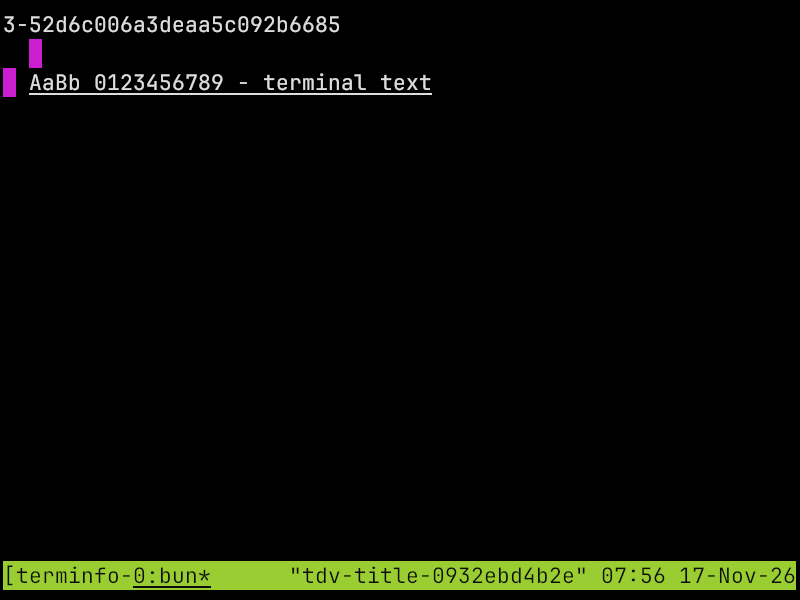 3-52d6c006a3deaa5c092b6685
AaBb 0123456789 - terminal text
[terminfo-0:bun* "tdv-title-0932ebd4b2e" 07:56 17-Nov-26